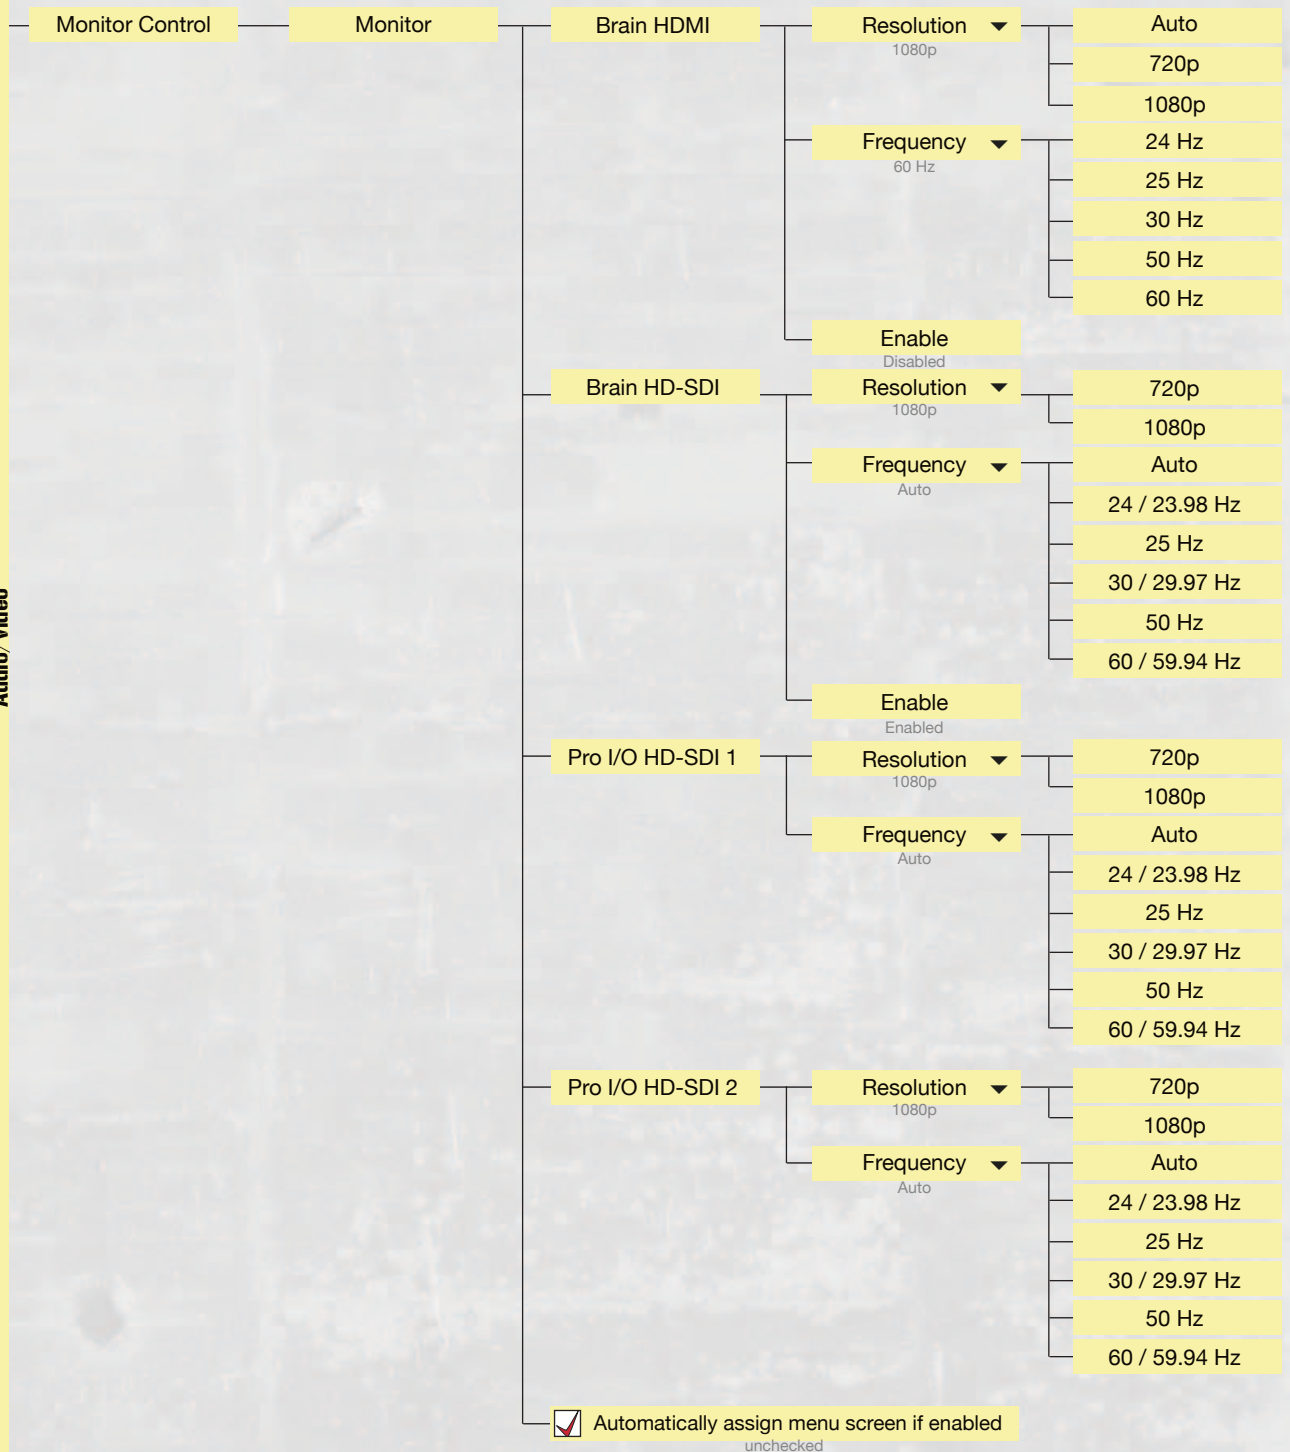 Monitor Control
Monitor
Brain HDMI
Resolution
1080p
Auto
720p
1080p
Frequency
60 Hz
24 Hz
25 Hz
30 Hz
50 Hz
60 Hz
Enable
Disabled
Brain HD-SDI
Resolution
1080p
720p
1080p
Frequency
Auto
Auto
24 / 23.98 Hz
25 Hz
30 / 29.97 Hz
50 Hz
60 / 59.94 Hz
Enable
Enabled
Pro I/O HD-SDI 1
Resolution
1080p
720p
1080p
Frequency
Auto
Auto
24 / 23.98 Hz
25 Hz
30 / 29.97 Hz
50 Hz
60 / 59.94 Hz
Pro I/O HD-SDI 2
Resolution
1080p
720p
1080p
Frequency
Auto
Auto
24 / 23.98 Hz
25 Hz
30 / 29.97 Hz
50 Hz
60 / 59.94 Hz
Automatically assign menu screen if enabled
unchecked
Audio/Video